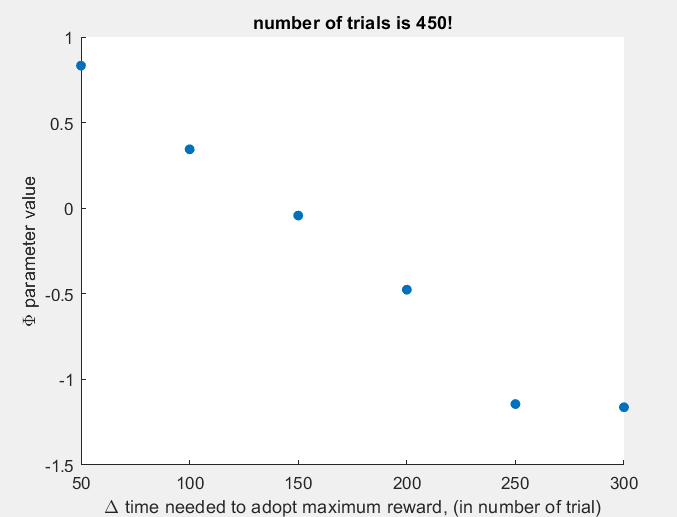 number of trials is 450!
1
0.5
0
-0.5
-1
-1.5
Φ parameter value
50 100 150 200 250 300
Δ time needed to adopt maximum reward, (in number of trial)